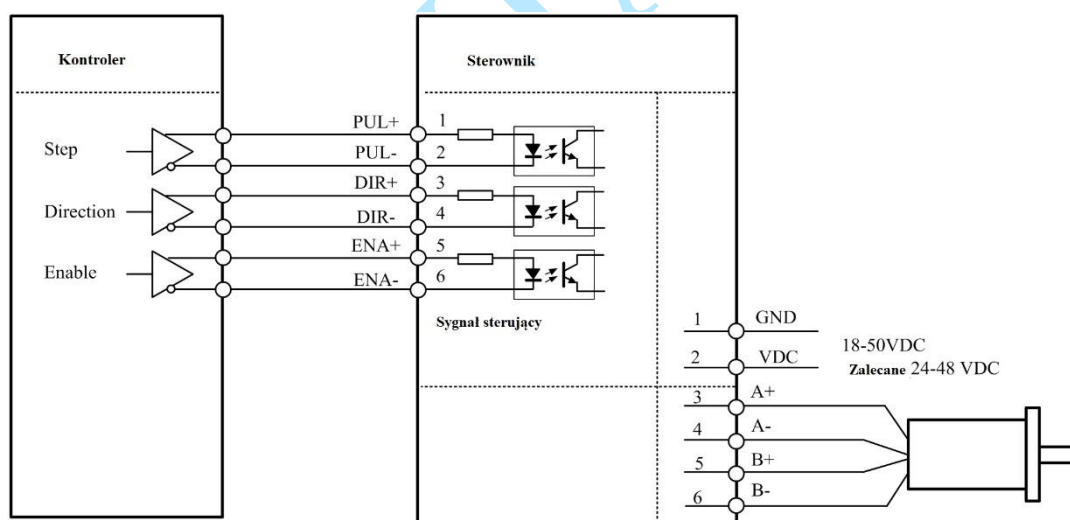 Kontroler
Sterownik
Step
Direction
Enable
PUL+ 1
PUL- 2
DIR+ 3
DIR- 4
ENA+ 5
ENA- 6
Sygnał sterujący
1 GND
2 VDC
18-50VDC
Zalecane 24-48 VDC
3 A+
4 A-
5 B+
6 B-